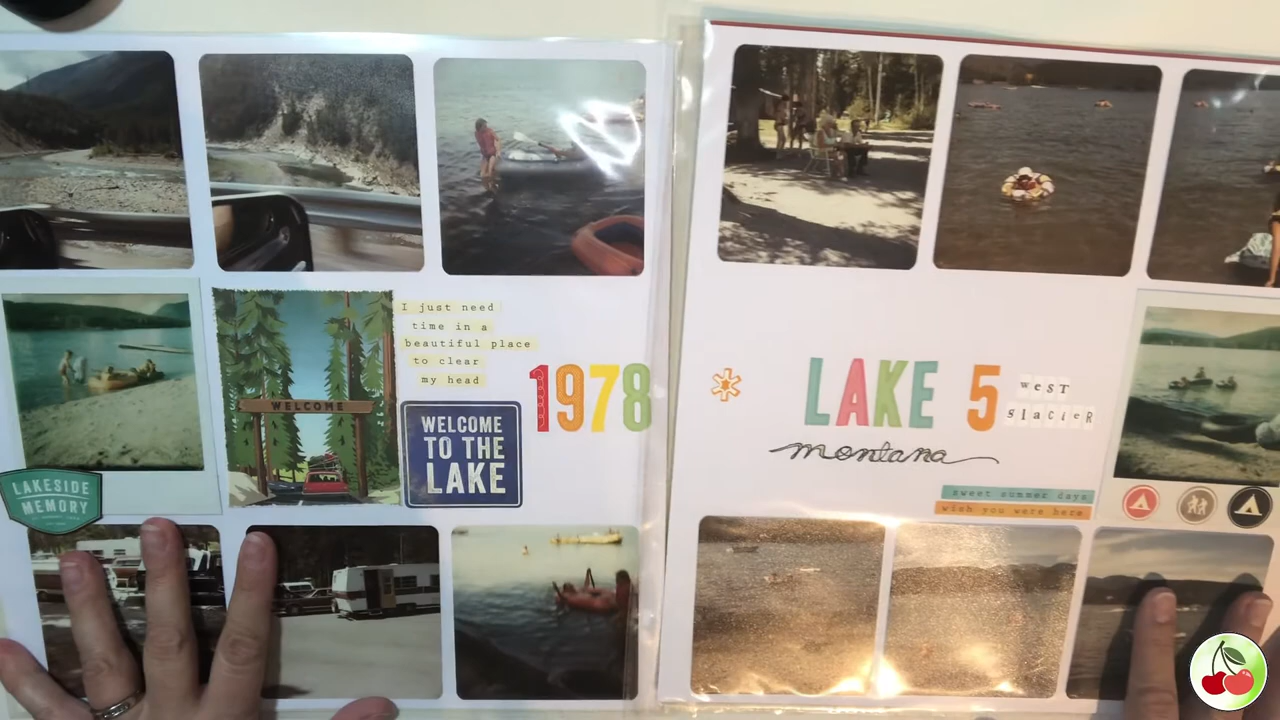 I just need
time in a
beautiful place
to clear
my head
WELCOME
WELCOME
TO THE
LAKE
1978
LAKESIDE
MEMORY
LAKE 5
west
glacier
montana
sweet summer days
wish you were here